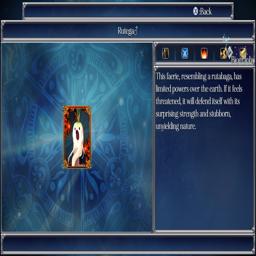 :Back
Rutega♂
This faerie, resembling a rutabaga, has
limited powers over the earth. If it feels
threatened, it will defend itself with its
surprising strength and stubborn,
unyielding nature.